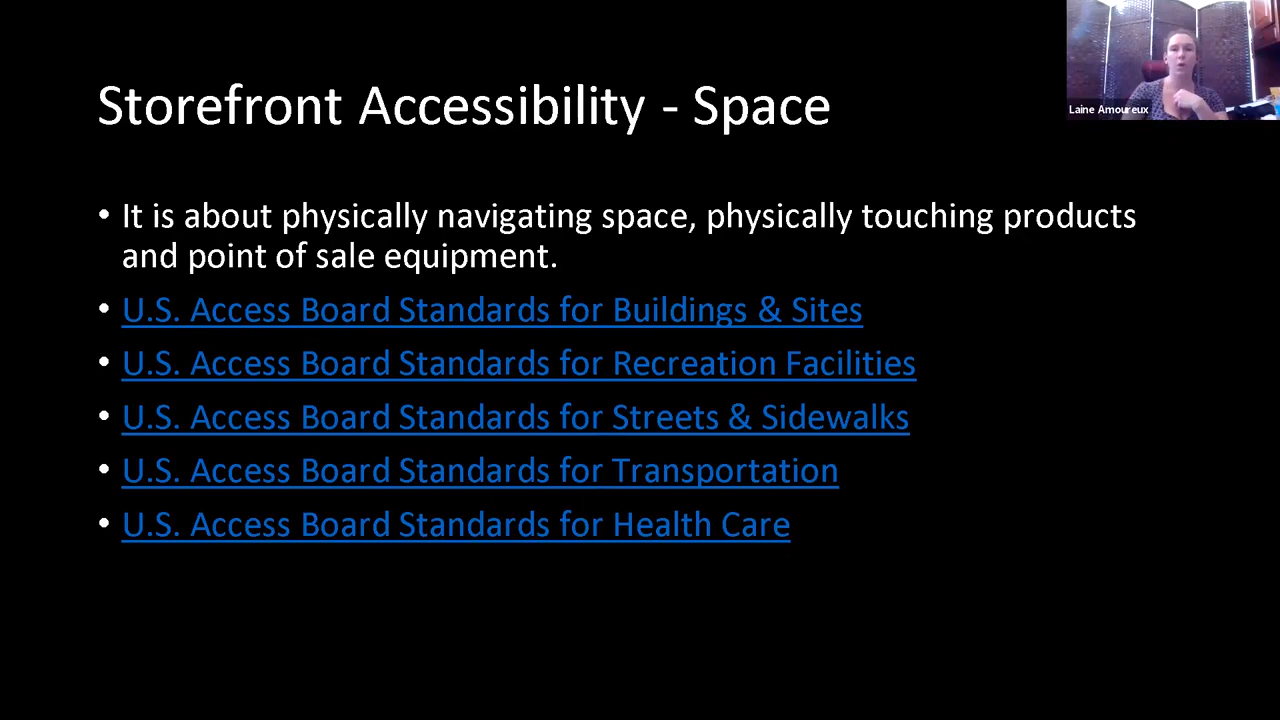 Storefront Accessibility - Space
Laine Amoureux
• It is about physically navigating space, physically touching products
and point of sale equipment.
• U.S. Access Board Standards for Buildings & Sites
• U.S. Access Board Standards for Recreation Facilities
• U.S. Access Board Standards for Streets & Sidewalks
• U.S. Access Board Standards for Transportation
• U.S. Access Board Standards for Health Care